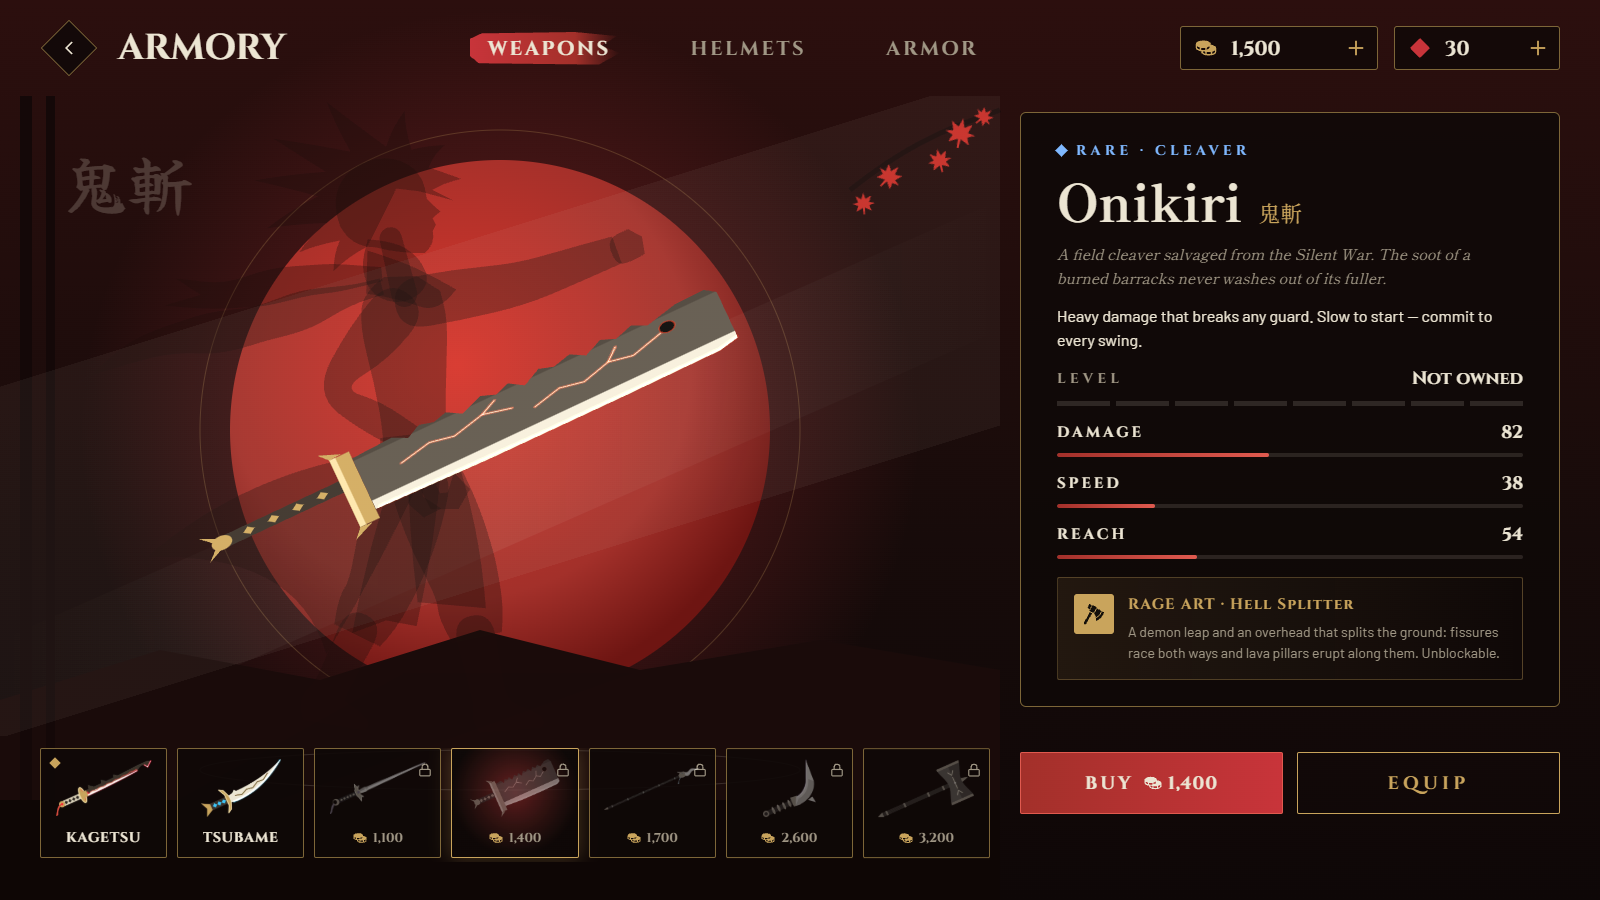 ARMORY
WEAPONS HELMETS ARMOR
1,500 +
30 +
鬼斬
RARE · CLEAVER
Onikiri 鬼斬
A field cleaver salvaged from the Silent War. The soot of a
burned barracks never washes out of its fuller.
Heavy damage that breaks any guard. Slow to start — commit to
every swing.
LEVEL NOT OWNED
DAMAGE 82
SPEED 38
REACH 54
RAGE ART · HELL SPLITTER
A demon leap and an overhead that splits the ground: fissures
race both ways and lava pillars erupt along them. Unblockable.
KAGETSU
TSUBAME
1,100
1,400
1,700
2,600
3,200
BUY 1,400
EQUIP